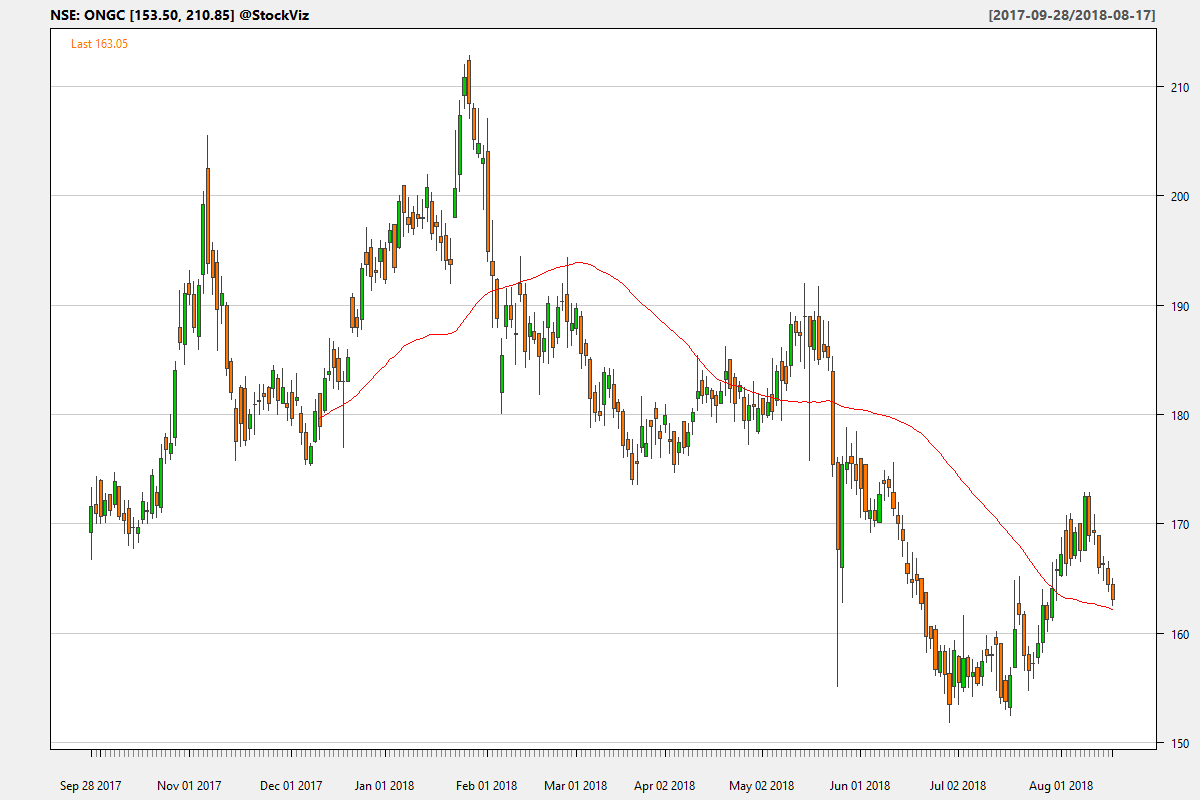 NSE: ONGC [153.50, 210.85] @StockViz
[2017-09-28/2018-08-17]
Last 163.05
210
200
190
180
170
160
150
Sep 28 2017
Nov 01 2017
Dec 01 2017
Jan 01 2018
Feb 01 2018
Mar 01 2018
Apr 02 2018
May 02 2018
Jun 01 2018
Jul 02 2018
Aug 01 2018